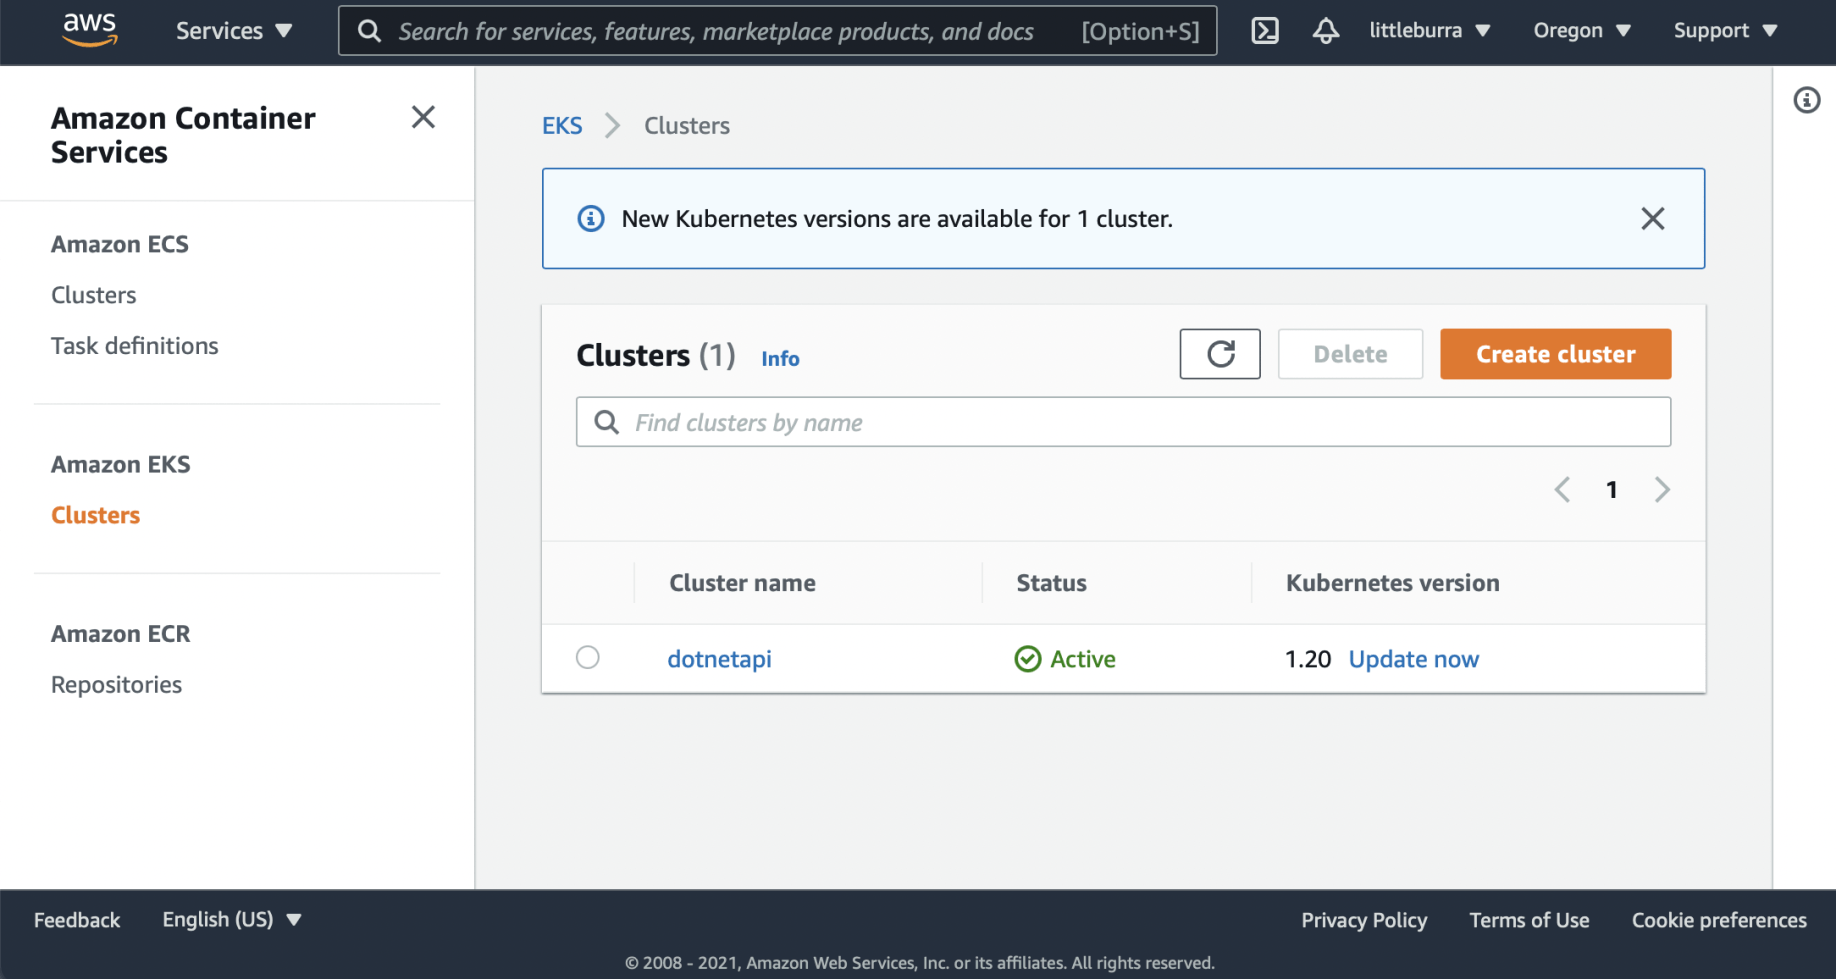 aws
Services
Search for services, features, marketplace products, and docs
[Option+S]
littleburra
Oregon
Support
Amazon Container
Services
Amazon ECS
Clusters
Task definitions
Amazon EKS
Clusters
Amazon ECR
Repositories
EKS
Clusters
New Kubernetes versions are available for 1 cluster.
Clusters (1)
Info
Delete
Create cluster
Find clusters by name
1
Cluster name
Status
Kubernetes version
dotnetapi
Active
1.20
Update now
Feedback
English (US)
Privacy Policy
Terms of Use
Cookie preferences
© 2008 - 2021, Amazon Web Services, Inc. or its affiliates. All rights reserved.